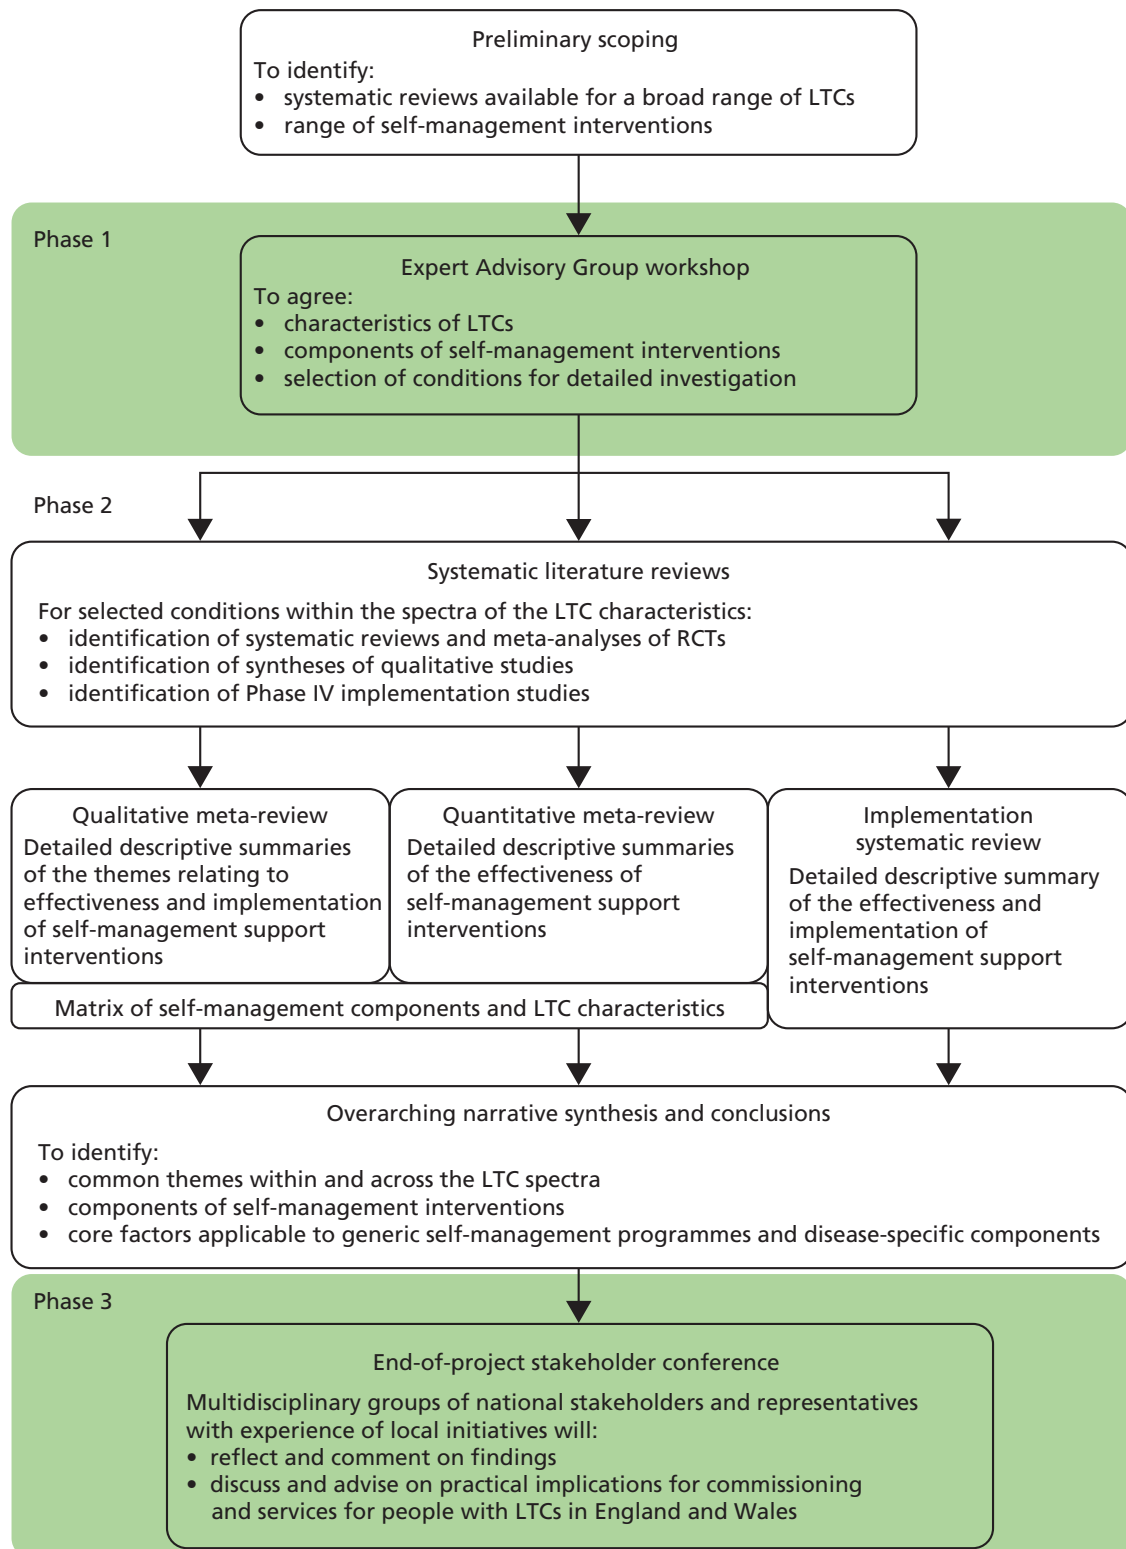 Preliminary scoping
To identify:
• systematic reviews available for a broad range of LTCs
• range of self-management interventions
Phase 1
Expert Advisory Group workshop
To agree:
• characteristics of LTCs
• components of self-management interventions
• selection of conditions for detailed investigation
Phase 2
Systematic literature reviews
For selected conditions within the spectra of the LTC characteristics:
• identification of systematic reviews and meta-analyses of RCTs
• identification of syntheses of qualitative studies
• identification of Phase IV implementation studies
Qualitative meta-review
Detailed descriptive summaries
of the themes relating to
effectiveness and implementation
of self-management support
interventions
Quantitative meta-review
Detailed descriptive summaries
of the effectiveness of
self-management support
interventions
Implementation
systematic review
Detailed descriptive summary
of the effectiveness and
implementation of
self-management support
interventions
Matrix of self-management components and LTC characteristics
Overarching narrative synthesis and conclusions
To identify:
• common themes within and across the LTC spectra
• components of self-management interventions
• core factors applicable to generic self-management programmes and disease-specific components
Phase 3
End-of-project stakeholder conference
Multidisciplinary groups of national stakeholders and representatives
with experience of local initiatives will:
• reflect and comment on findings
• discuss and advise on practical implications for commissioning
and services for people with LTCs in England and Wales